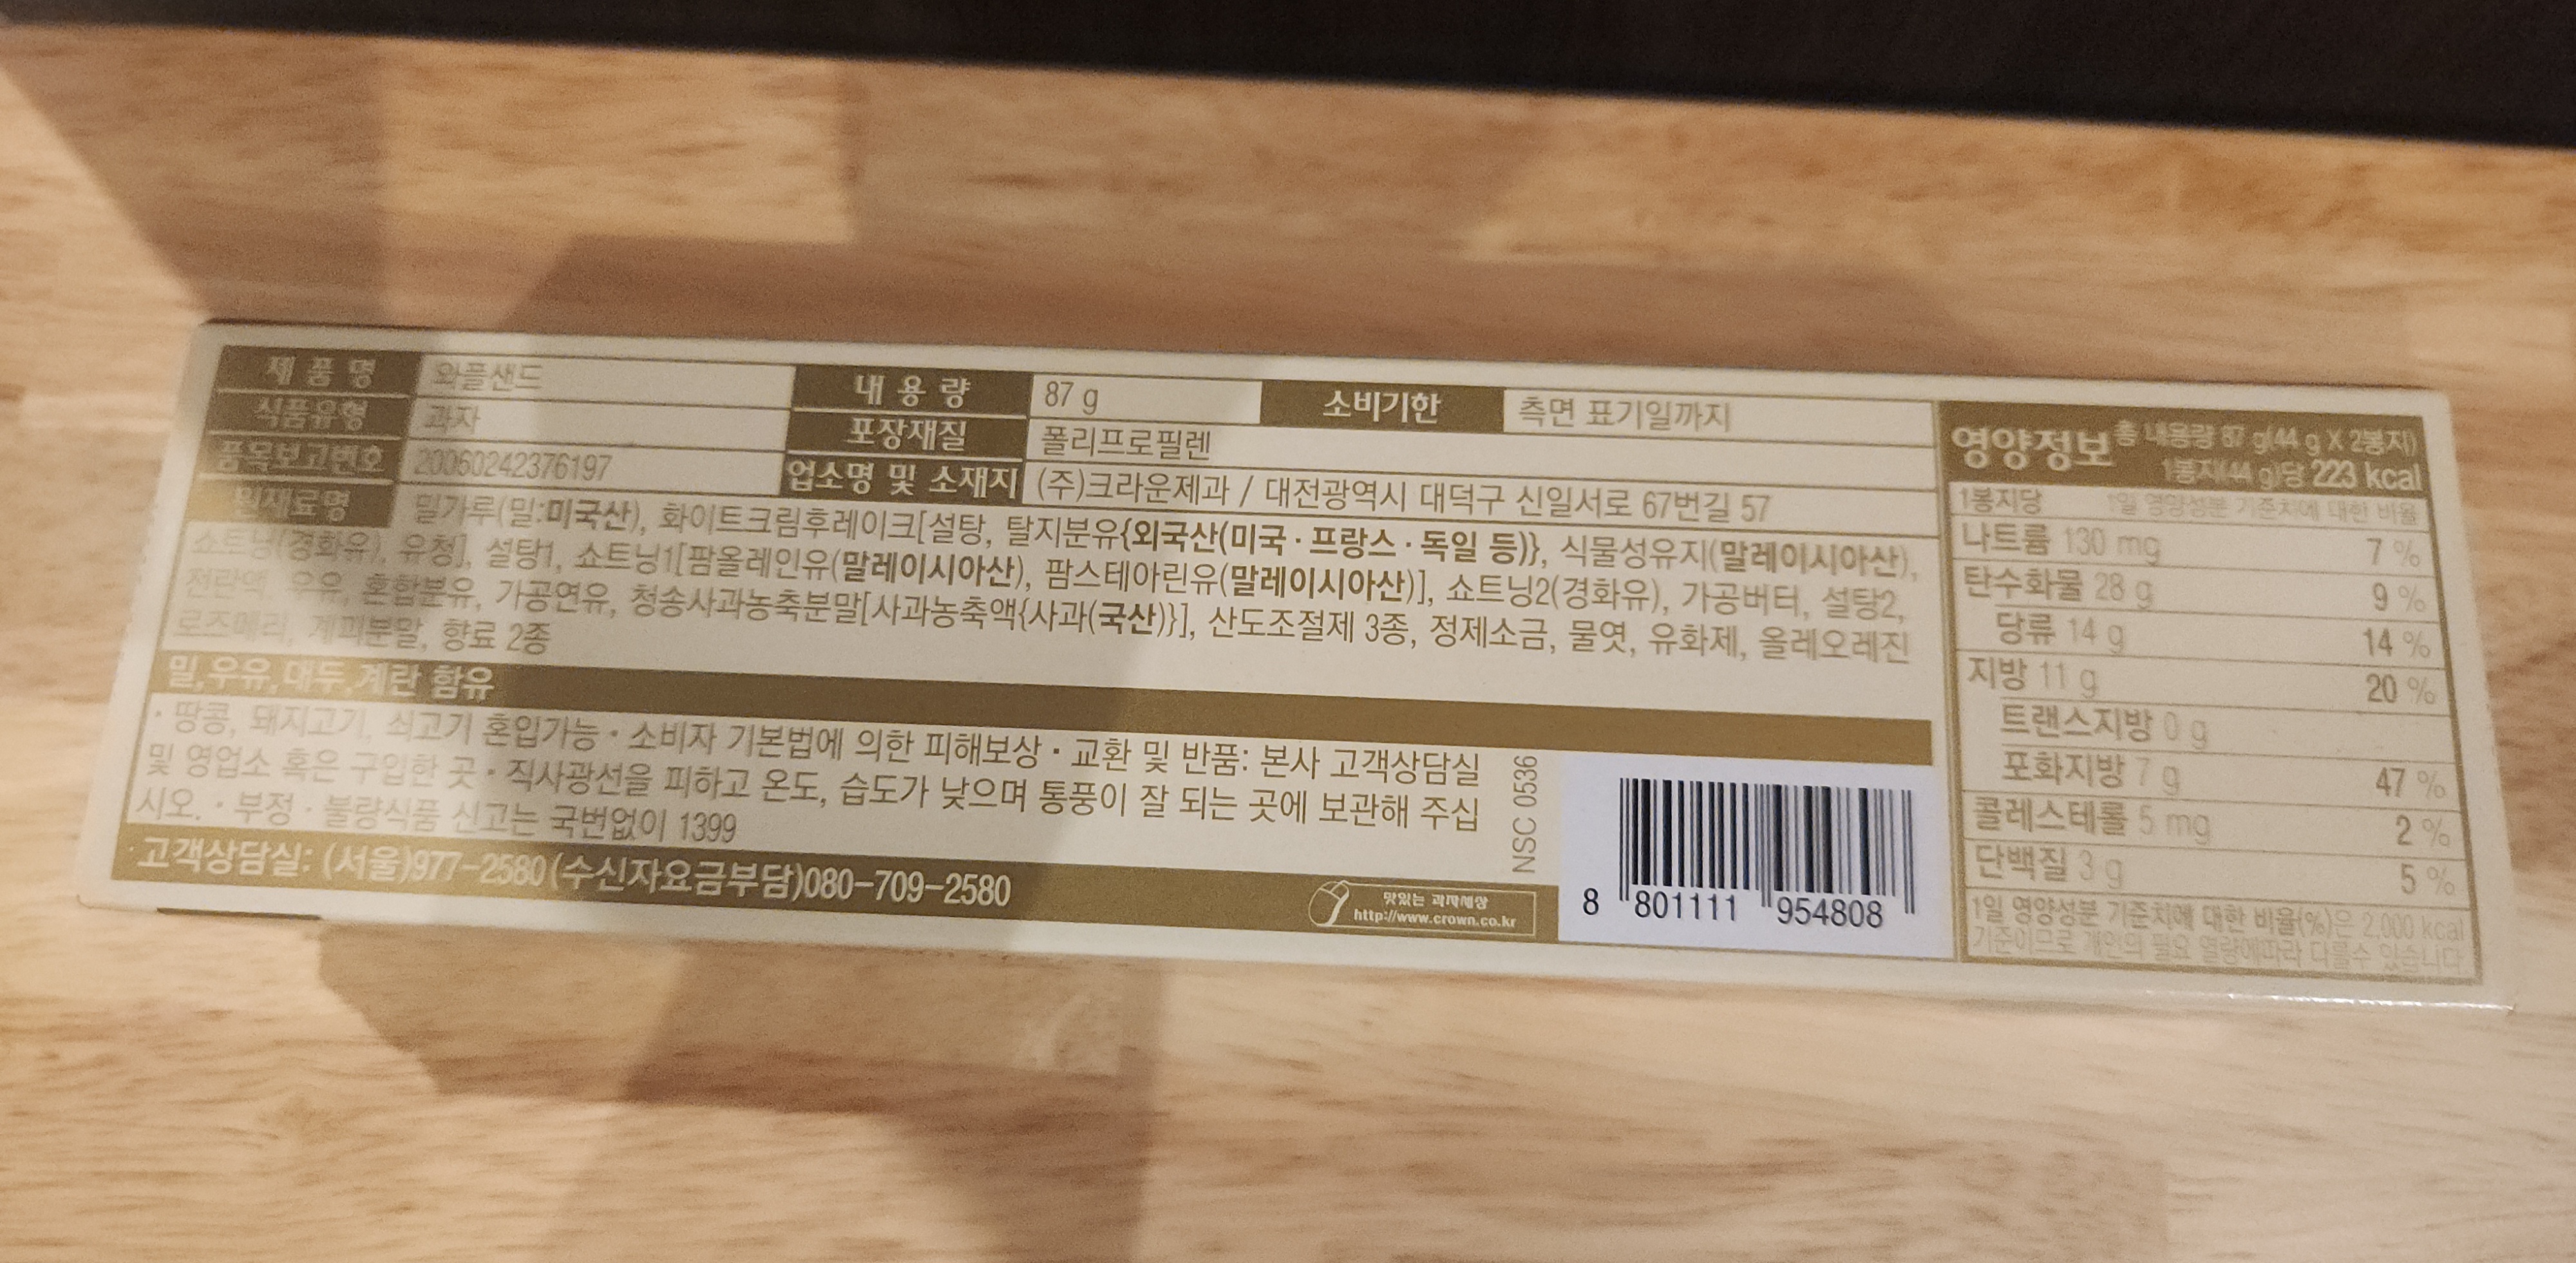 제품명 와플샌드 내용량 87 g 소비기한 측면 표기일까지
식품유형 과자 포장재질 폴리프로필렌
품목보고번호 20060242376197 업소명 및 소재지 (주)크라운제과 / 대전광역시 대덕구 신일서로 67번길 57
원재료명 밀가루(밀:미국산), 화이트크림후레이크[설탕, 탈지분유{외국산(미국·프랑스·독일 등)}, 식물성유지(말레이시아산),
쇼트닝(경화유), 유청], 설탕1, 쇼트닝1[팜올레인유(말레이시아산), 팜스테아린유(말레이시아산)], 쇼트닝2(경화유), 가공버터, 설탕2,
전란액, 우유, 혼합분유, 가공연유, 청송사과농축분말[사과농축액{사과(국산)}], 산도조절제 3종, 정제소금, 물엿, 유화제, 올레오레진
로즈메리, 계피분말, 향료 2종
밀, 우유, 대두, 계란 함유
· 땅콩, 돼지고기, 쇠고기 혼입가능 · 소비자 기본법에 의한 피해보상 · 교환 및 반품: 본사 고객상담실
및 영업소 혹은 구입한 곳 · 직사광선을 피하고 온도, 습도가 낮으며 통풍이 잘 되는 곳에 보관해 주십
시오. · 부정 · 불량식품 신고는 국번없이 1399
· 고객상담실: (서울)977-2580 (수신자요금부담)080-709-2580
맛있는 과자세상
http://www.crown.co.kr
NSC 0536
8 801111 954808
영양정보 총 내용량 87 g(44 g X 2봉지)
1봉지(44 g)당 223 kcal
1봉지당 1일 영양성분 기준치에 대한 비율
나트륨 130 mg 7 %
탄수화물 28 g 9 %
당류 14 g 14 %
지방 11 g 20 %
트랜스지방 0 g
포화지방 7 g 47 %
콜레스테롤 5 mg 2 %
단백질 3 g 5 %
1일 영양성분 기준치에 대한 비율(%)은 2,000 kcal
기준이므로 개인의 필요 열량에따라 다를수 있습니다